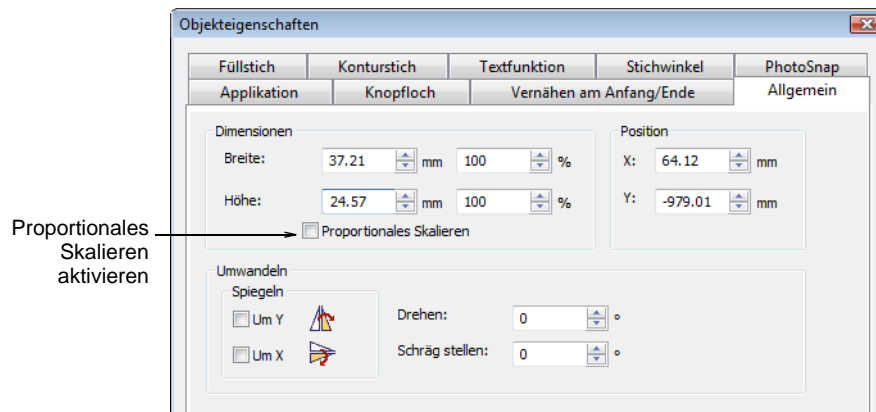 Objekteigenschaften
Füllstich Konturstich Textfunktion Stichwinkel PhotoSnap
Applikation Knopfloch Vernähen am Anfang/Ende Allgemein
Dimensionen Position
Breite: 37.21 mm 100 % X: 64.12 mm
Höhe: 24.57 mm 100 % Y: -979.01 mm
Proportionales Skalieren
Proportionales
Skalieren
aktivieren
Umwandeln
Spiegeln
Um Y Drehen: 0 °
Um X Schräg stellen: 0 °